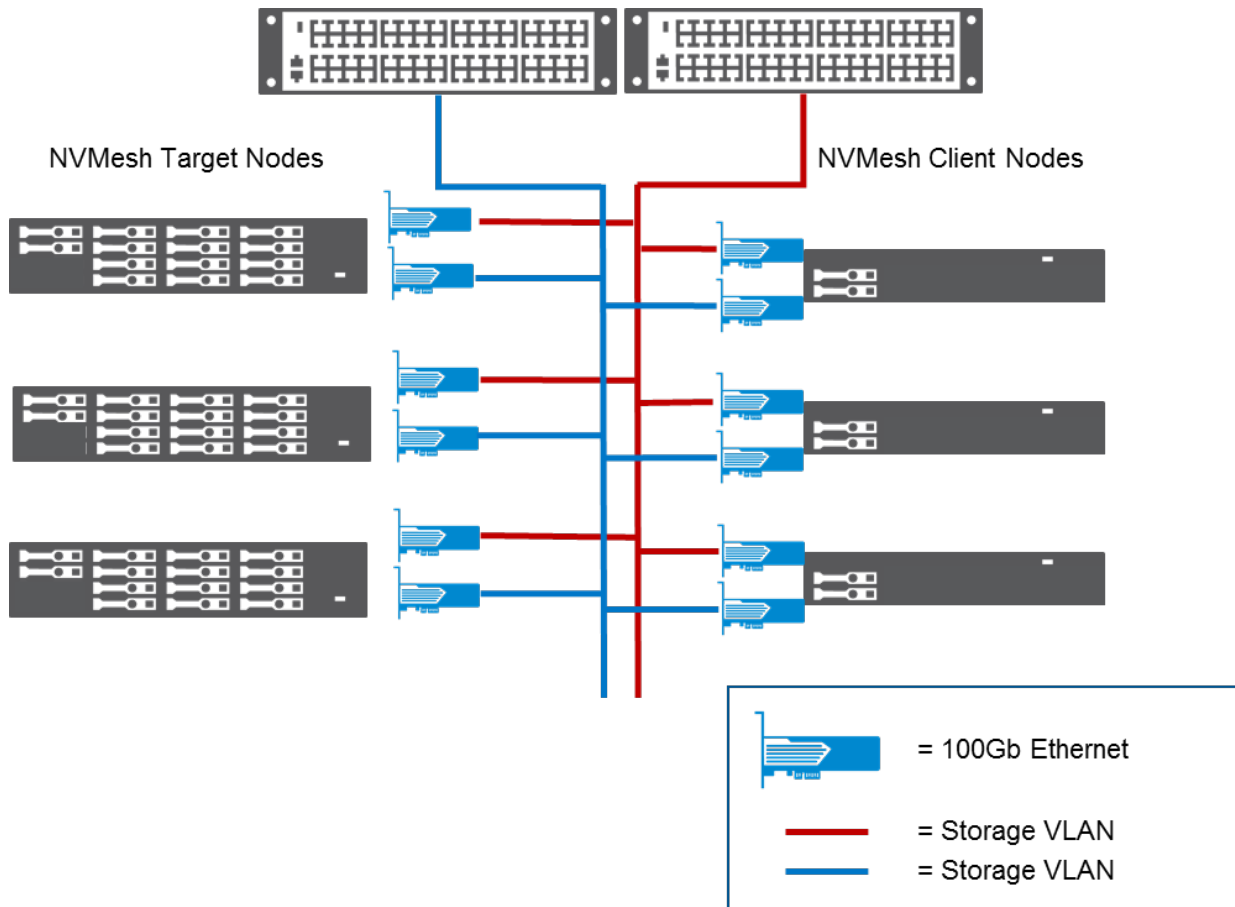 NVMesh Target Nodes
NVMesh Client Nodes
= 100Gb Ethernet
= Storage VLAN
= Storage VLAN